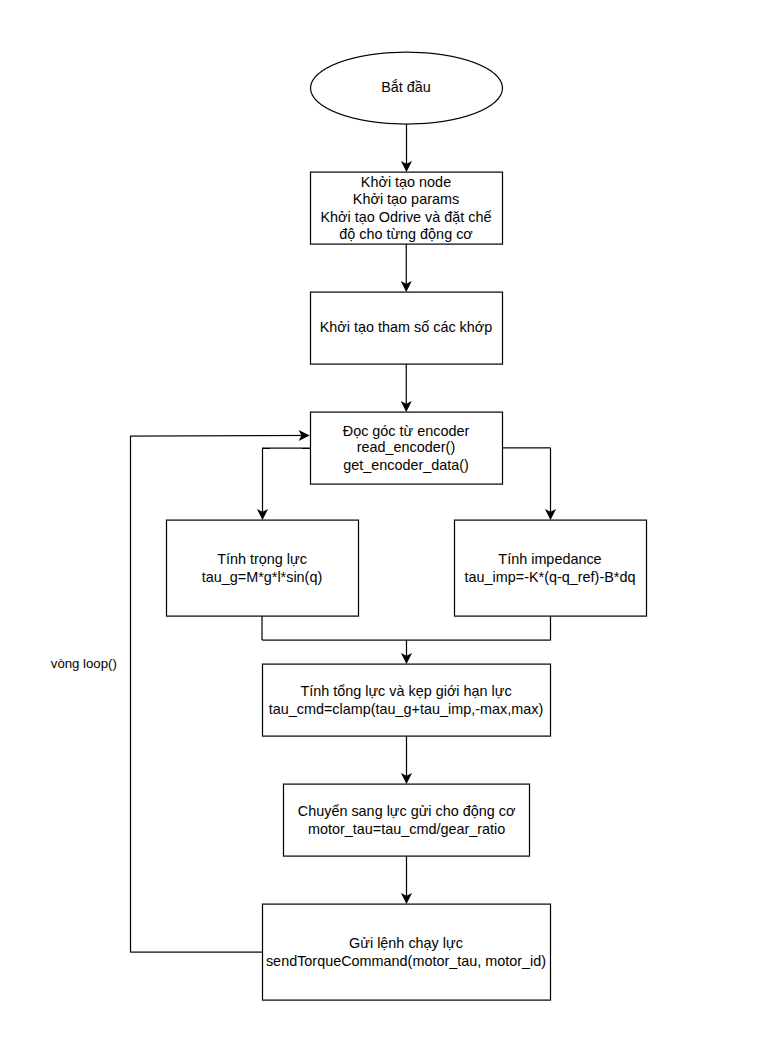 Bắt đầu
Khởi tạo node
Khởi tạo params
Khởi tạo Odrive và đặt chế
độ cho từng động cơ
Khởi tạo tham số các khớp
Đọc góc từ encoder
read_encoder()
get_encoder_data()
Tính trọng lực
tau_g=M*g*l*sin(q)
Tính impedance
tau_imp=-K*(q-q_ref)-B*dq
vòng loop()
Tính tổng lực và kẹp giới hạn lực
tau_cmd=clamp(tau_g+tau_imp,-max,max)
Chuyển sang lực gửi cho động cơ
motor_tau=tau_cmd/gear_ratio
Gửi lệnh chạy lực
sendTorqueCommand(motor_tau, motor_id)